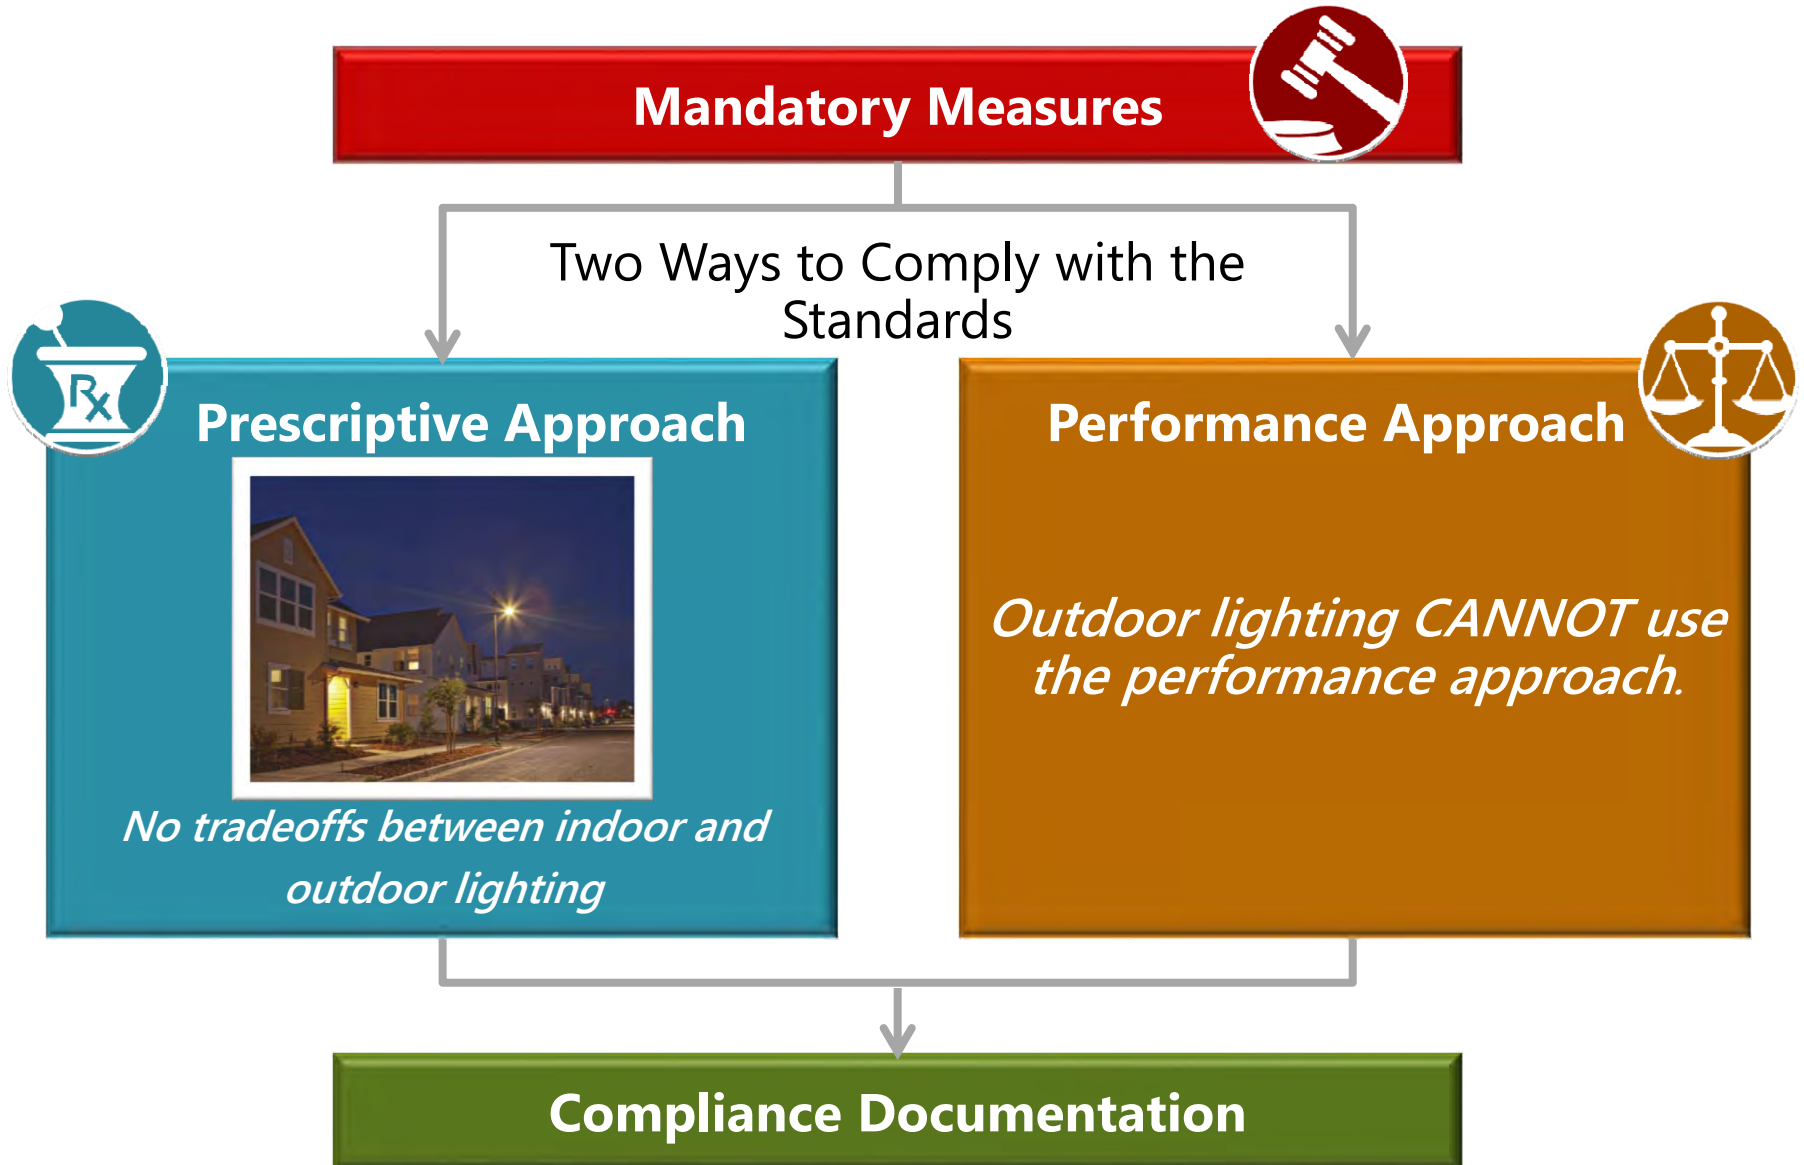 Mandatory Measures
Two Ways to Comply with the
Standards
Rx
Prescriptive Approach
No tradeoffs between indoor and
outdoor lighting
Performance Approach
Outdoor lighting CANNOT use
the performance approach.
Compliance Documentation